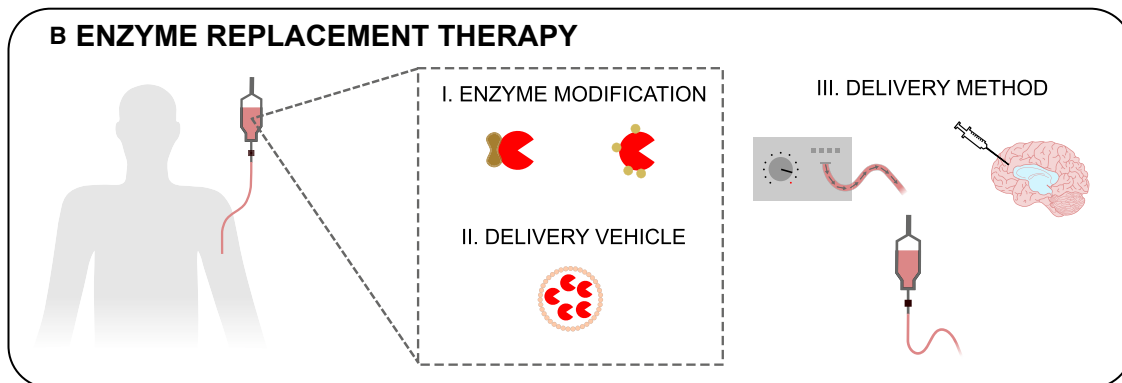 B ENZYME REPLACEMENT THERAPY
I. ENZYME MODIFICATION
II. DELIVERY VEHICLE
III. DELIVERY METHOD